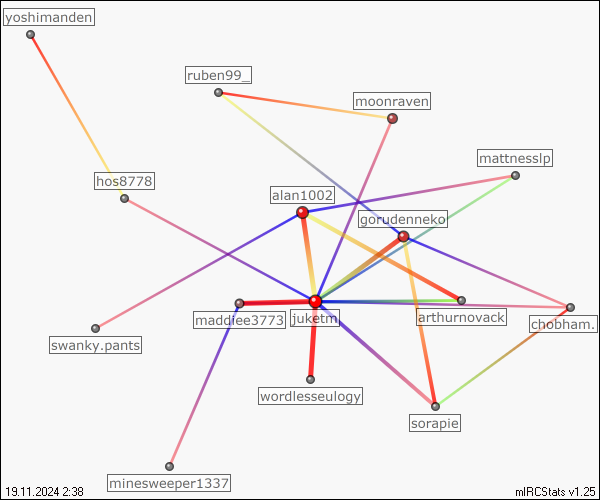 yoshimanden
ruben99_
moonraven
mattnesslp
hos8778
alan1002
gorudenneko
maddiee3773
juketm
arthurnovack
chobham.
swanky.pants
wordlesseulogy
sorapie
minesweeper1337
19.11.2024 2:38
mIRCStats v1.25